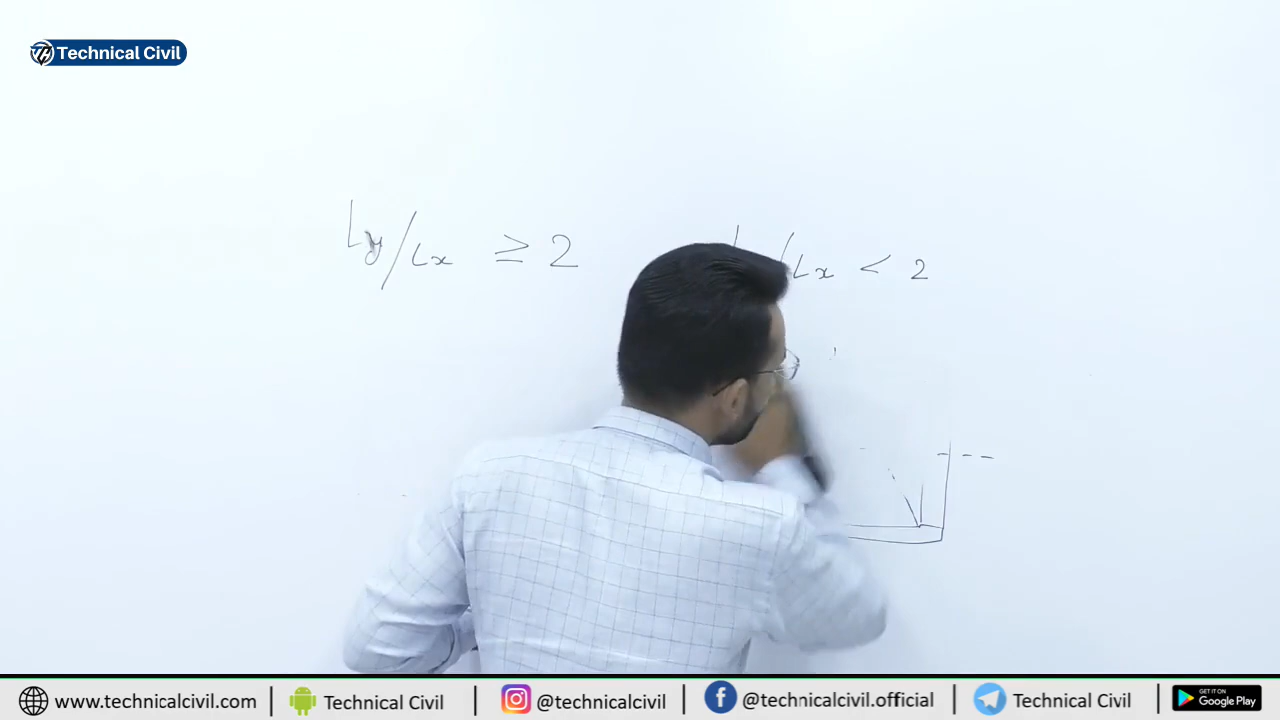 Technical Civil
Ly/Lx ≥ 2
/Lx < 2
www.technicalcivil.com
Technical Civil
@technicalcivil
@technicalcivil.official
Technical Civil
GET IT ON
Google Play